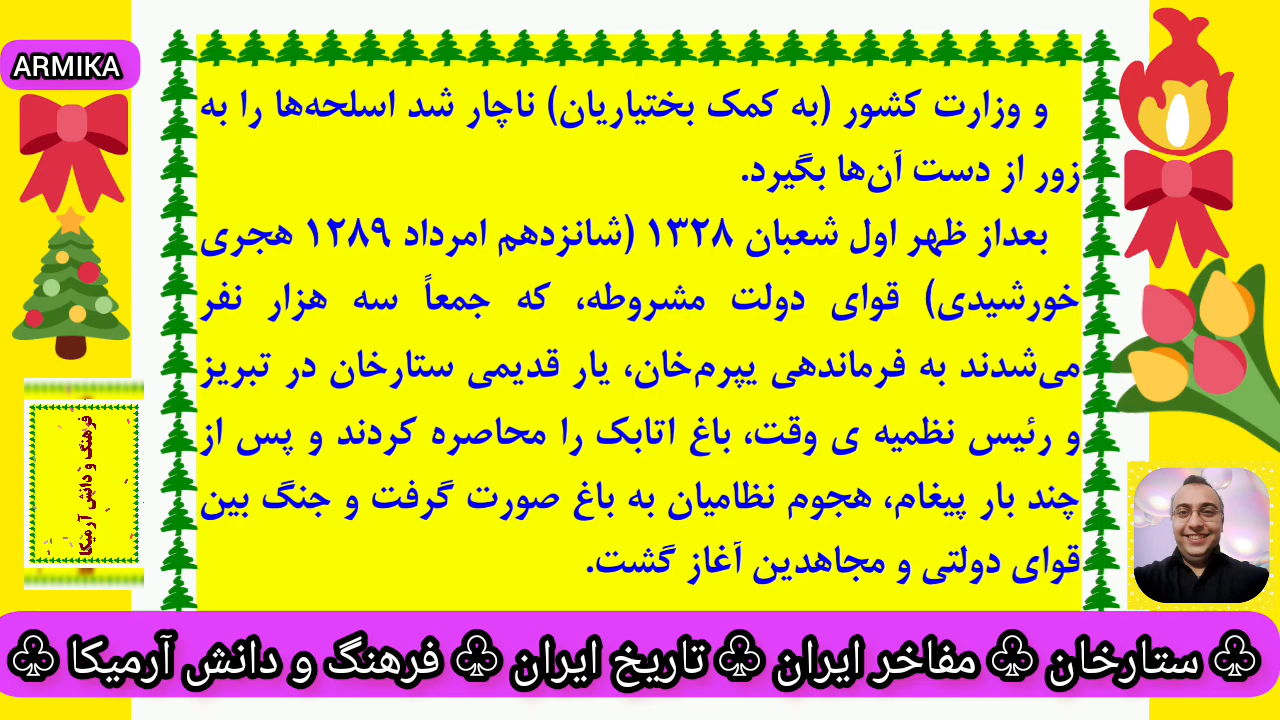 ARMIKA
و وزارت کشور (به کمک بختیاریان) ناچار شد اسلحه‌ها را به
زور از دست آن‌ها بگیرد.
بعداز ظهر اول شعبان ۱۳۲۸ (شانزدهم امرداد ۱۲۸۹ هجری
خورشیدی) قوای دولت مشروطه، که جمعاً سه هزار نفر
می‌شدند به فرماندهی یپرم‌خان، یار قدیمی ستارخان در تبریز
و رئیس نظمیه ی وقت، باغ اتابک را محاصره کردند و پس از
چند بار پیغام، هجوم نظامیان به باغ صورت گرفت و جنگ بین
قوای دولتی و مجاهدین آغاز گشت.
فرهنگ و دانش آرمیکا
♧ ستارخان ♧ مفاخر ایران ♧ تاریخ ایران ♧ فرهنگ و دانش آرمیکا ♧